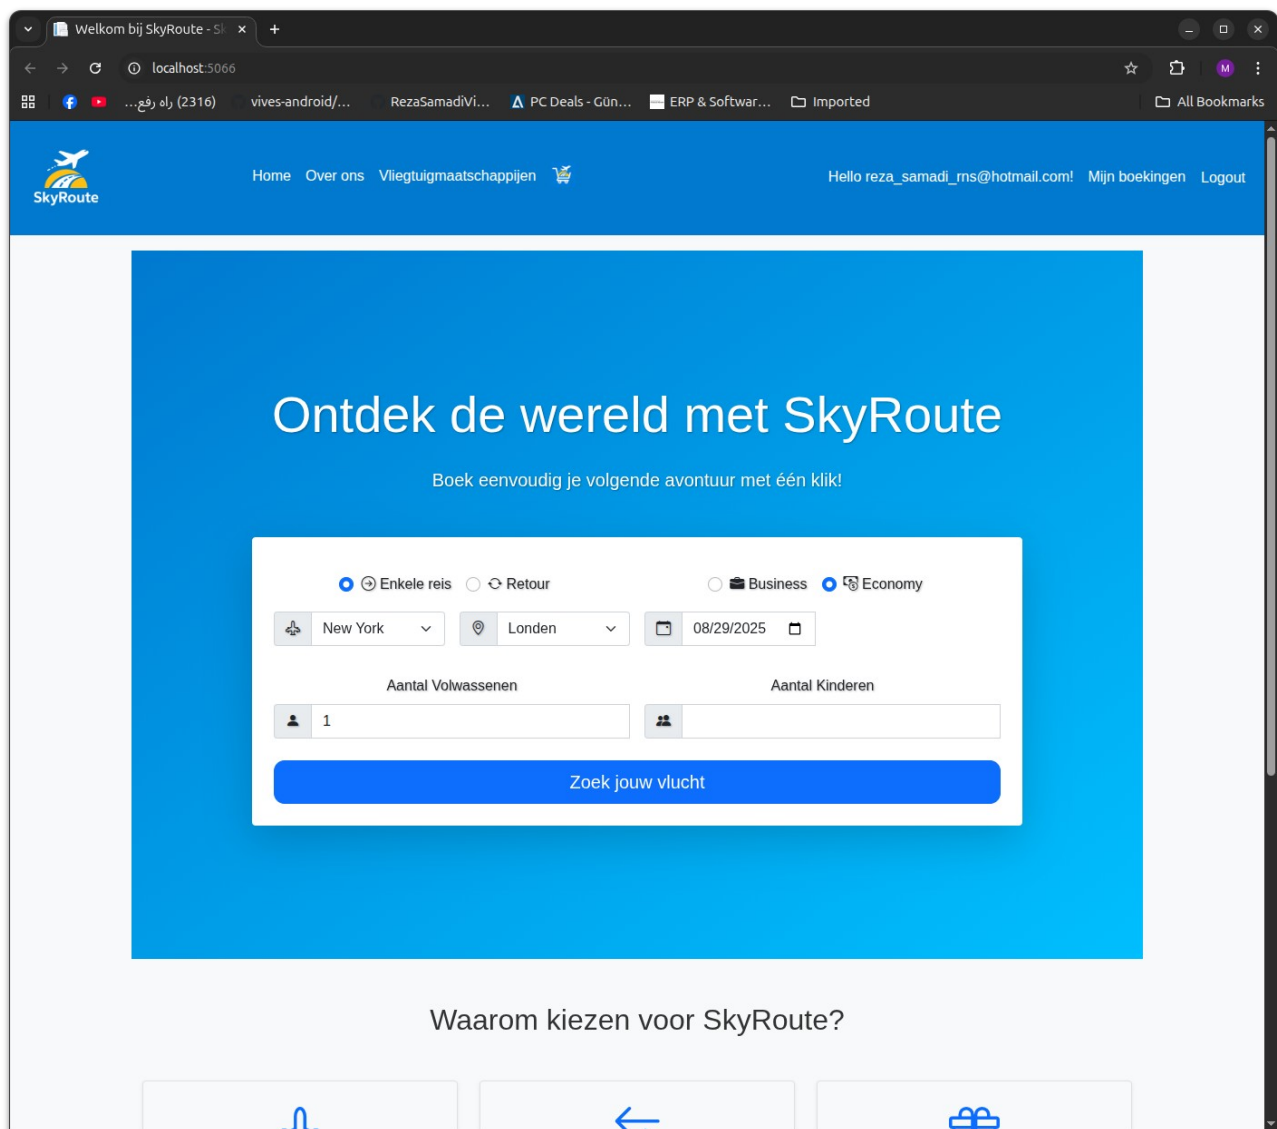 Welkom bij SkyRoute - Sk
localhost:5066
(2316) راه رفع...
vives-android/...
RezaSamadiVi...
PC Deals - Gün...
ERP & Softwar...
Imported
All Bookmarks
M
SkyRoute
Home Over ons Vliegtuigmaatschappijen
Hello reza_samadi_rns@hotmail.com! Mijn boekingen Logout
Ontdek de wereld met SkyRoute
Boek eenvoudig je volgende avontuur met één klik!
Enkele reis Retour Business Economy
New York Londen 08/29/2025
Aantal Volwassenen Aantal Kinderen
1
Zoek jouw vlucht
Waarom kiezen voor SkyRoute?